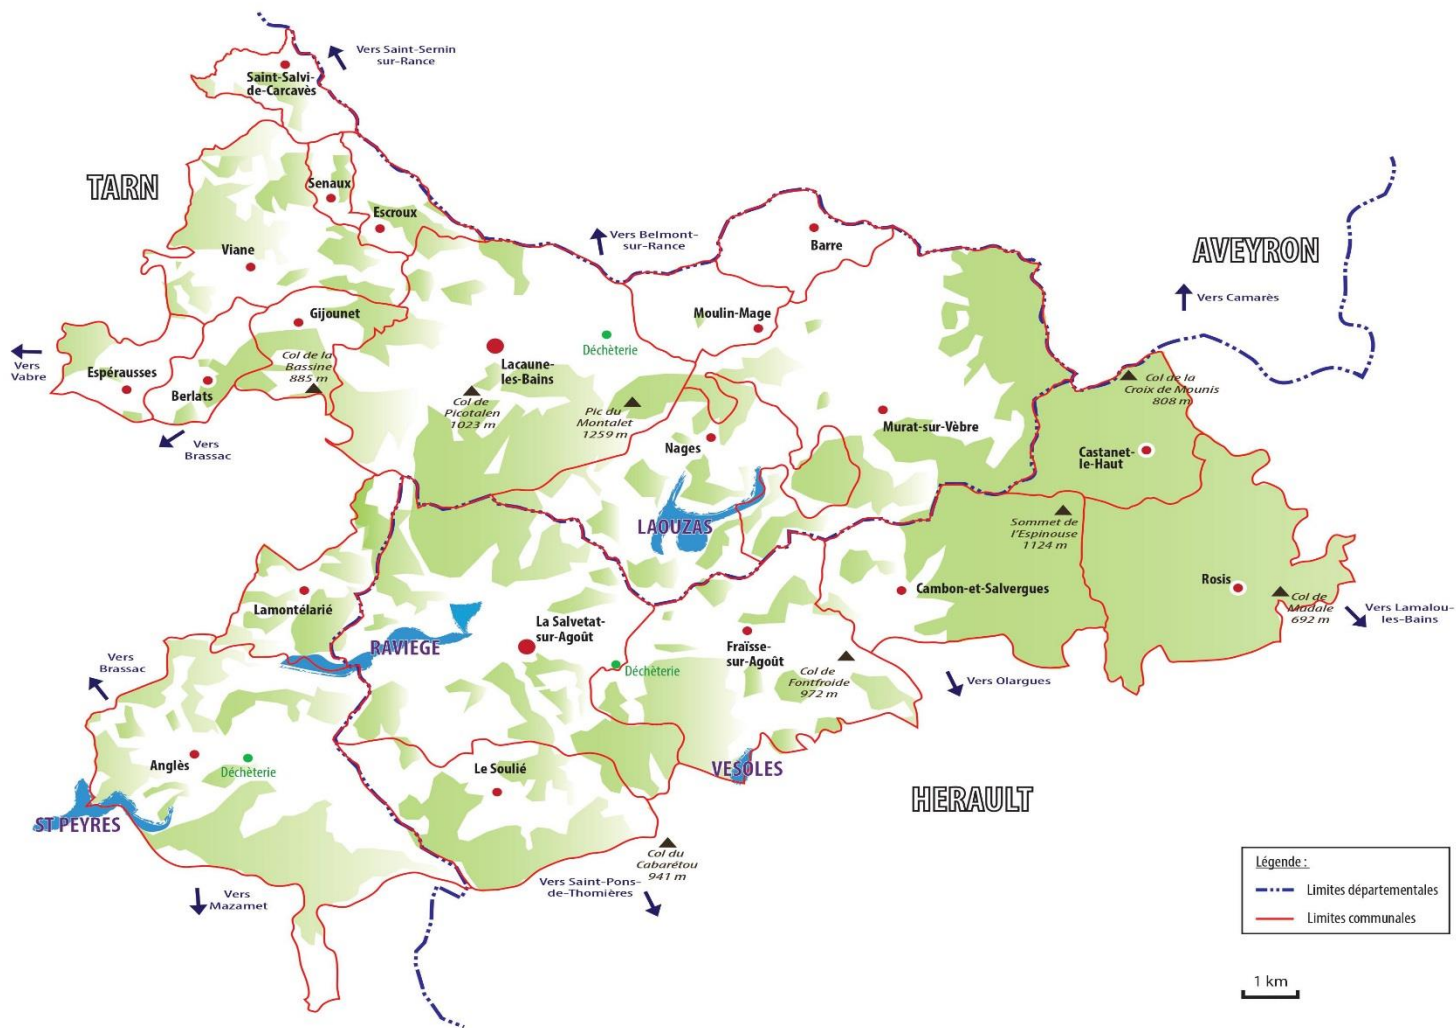 Vers Saint-Sernin
sur-Rance
Saint-Salvi-
de-Carcavès
TARN
Senaux
Escroux
Viane
Vers Belmont-
sur-Rance
Barre
AVEYRON
Vers Camarès
Gijounet
Moulin-Mage
Déchèterie
Col de la
Bassine
885 m
Vers
Vabre
Espérausses
Berlats
Lacaune-
les-Bains
Col de
Picotalen
1023 m
Pic du
Montalet
1259 m
Col de la
Croix de Mounis
808 m
Vers
Brassac
Nages
Murat-sur-Vèbre
Castanet-
le-Haut
LAOUZAS
Sommet de
l'Espinouse
1124 m
Lamontélarié
Cambon-et-Salvergues
Rosis
Col de
Madale
692 m
Vers Lamalou-
les-Bains
La Salvetat-
sur-Agoût
RAVIEGE
Fraïsse-
sur-Agoût
Déchèterie
Col de
Fontfroide
972 m
Vers Olargues
Vers
Brassac
Anglès
Déchèterie
Le Soulié
VESOLES
HERAULT
ST PEYRES
Col du
Cabarétou
941 m
Vers Saint-Pons-
de-Thomières
Vers
Mazamet
Légende :
Limites départementales
Limites communales
1 km